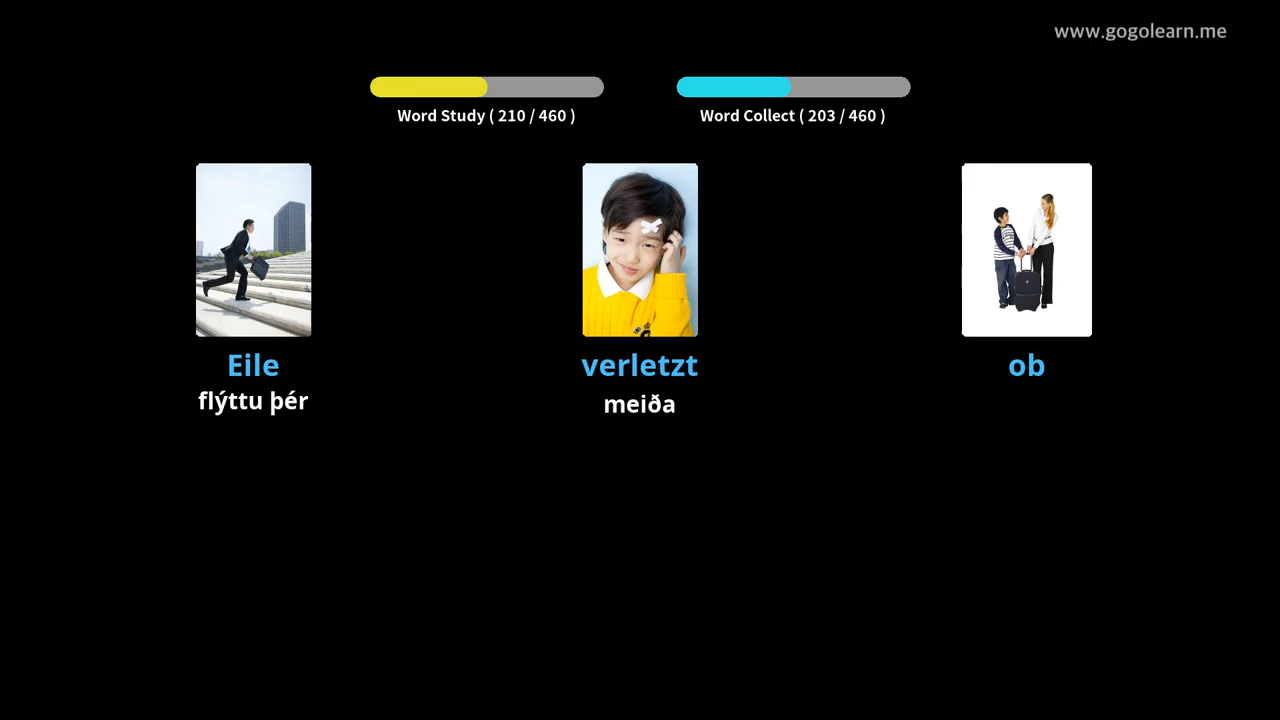 www.gogolearn.me
Word Study ( 210 / 460 )
Word Collect ( 203 / 460 )
Eile
flýttu þér
verletzt
meiða
ob